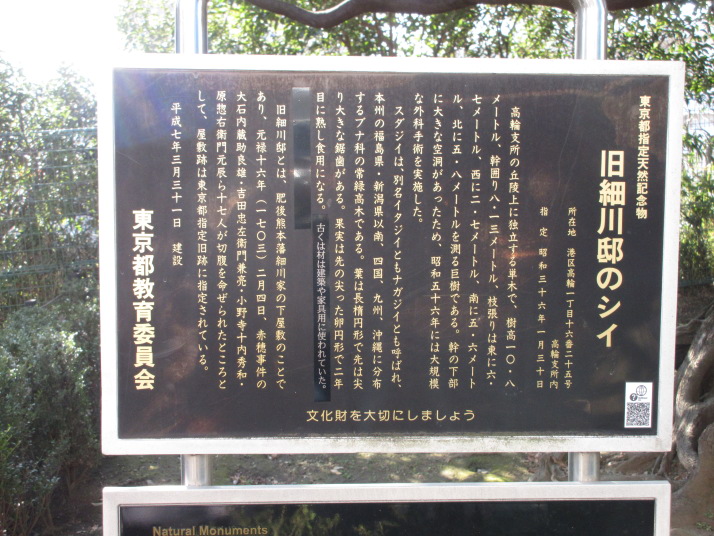 東京都指定天然記念物
旧細川邸のシイ
所在地 港区高輪一丁目十六番二十五号
高輪支所内
指定 昭和三十六年一月三十日
高輪支所の丘陵上に独立する単木で、樹高一〇・八
メートル、幹囲り八・一三メートル、枝張りは東に六・
七メートル、西に二・七メートル、南に五・六メート
ル、北に五・八メートルを測る巨樹である。幹の下部
に大きな空洞があったため、昭和五十六年には大規模
な外科手術を実施した。
スダジイは、別名イタジイともナガジイとも呼ばれ、
本州の福島県・新潟県以南、四国、九州、沖縄に分布
するブナ科の常緑高木である。葉は長楕円形で先は尖
り大きな鋸歯がある。果実は先の尖った卵円形で二年
目に熟し食用になる。古くは材は建築や家具用に使われていた。
旧細川邸とは、肥後熊本藩細川家の下屋敷のことで
あり、元禄十六年(一七〇三)二月四日、赤穂事件の
大石内蔵助良雄・吉田忠左衛門兼亮・小野寺十内秀和・
原惣右衛門元辰ら十七人が切腹を命ぜられたところと
して、屋敷跡は東京都指定旧跡に指定されている。
平成七年三月三十一日 建設
東京都教育委員会
文化財を大切にしましょう
Natural Monuments